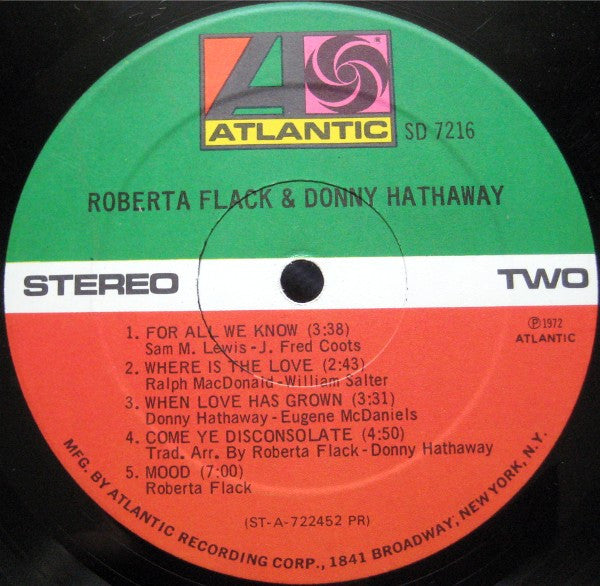 ATLANTIC
SD 7216
ROBERTA FLACK & DONNY HATHAWAY
STEREO
TWO
℗ 1972
ATLANTIC
1. FOR ALL WE KNOW (3:38)
Sam M. Lewis - J. Fred Coots
2. WHERE IS THE LOVE (2:43)
Ralph MacDonald - William Salter
3. WHEN LOVE HAS GROWN (3:31)
Donny Hathaway - Eugene McDaniels
4. COME YE DISCONSOLATE (4:50)
Trad. Arr. By Roberta Flack - Donny Hathaway
5. MOOD (7:00)
Roberta Flack
(ST-A-722452 PR)
MFG. BY ATLANTIC RECORDING CORP., 1841 BROADWAY, NEW YORK, N.Y.